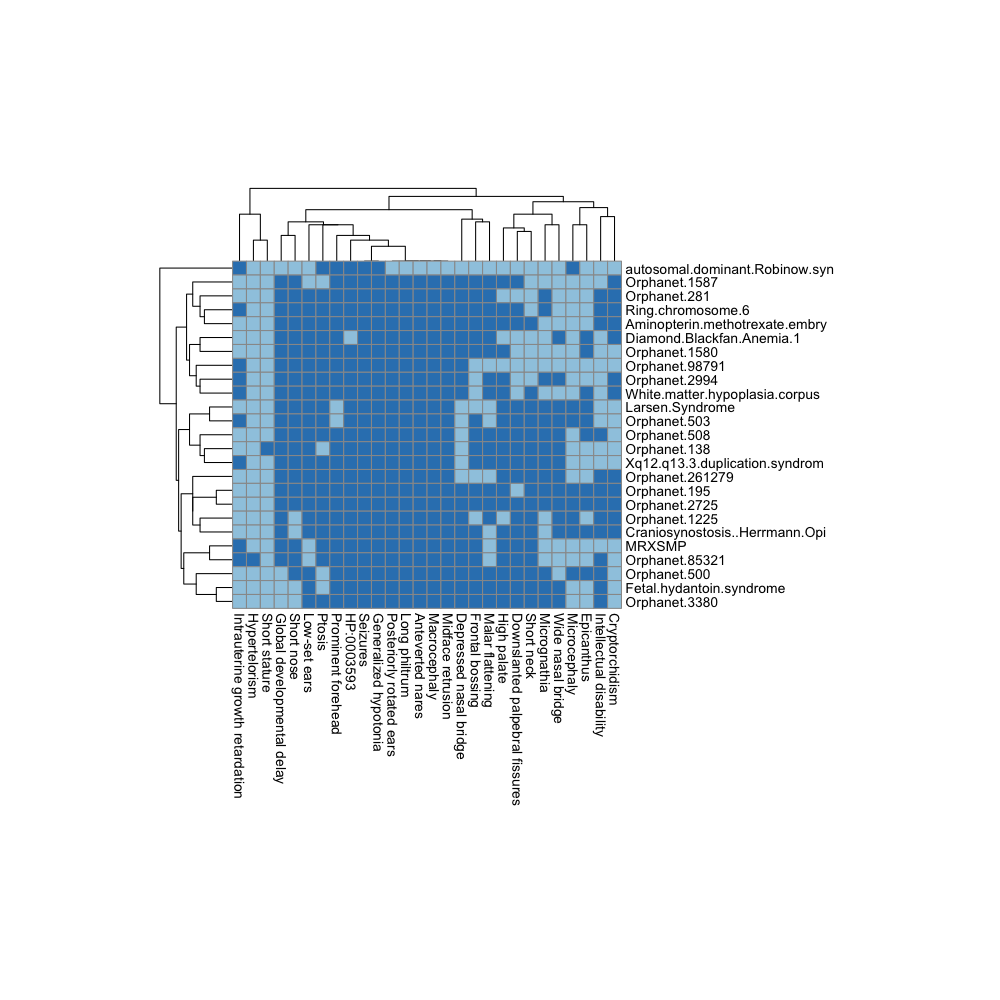 autosomal.dominant.Robinow.syn
Orphanet.1587
Orphanet.281
Ring.chromosome.6
Aminopterin.methotrexate.embry
Diamond.Blackfan.Anemia.1
Orphanet.1580
Orphanet.98791
Orphanet.2994
White.matter.hypoplasia.corpus
Larsen.Syndrome
Orphanet.503
Orphanet.508
Orphanet.138
Xq12.q13.3.duplication.syndrom
Orphanet.261279
Orphanet.195
Orphanet.2725
Orphanet.1225
Craniosynostosis..Herrmann.Opi
MRXSMP
Orphanet.85321
Orphanet.500
Fetal.hydantoin.syndrome
Orphanet.3380
Intrauterine growth retardation
Hypertelorism
Short stature
Global developmental delay
Short nose
Low-set ears
Ptosis
Prominent forehead
HP:0003593
Seizures
Generalized hypotonia
Posteriorly rotated ears
Long philtrum
Anteverted nares
Macrocephaly
Midface retrusion
Depressed nasal bridge
Frontal bossing
Malar flattening
High palate
Downslanted palpebral fissures
Short neck
Micrognathia
Wide nasal bridge
Microcephaly
Epicanthus
Intellectual disability
Cryptorchidism